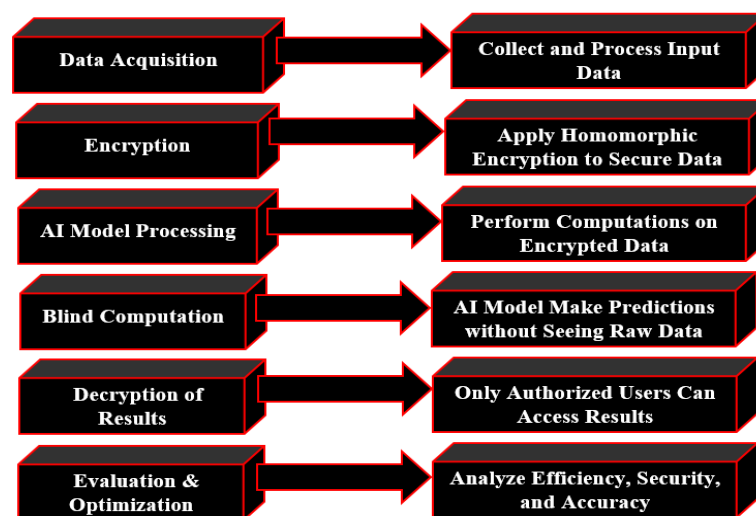 Data Acquisition
Collect and Process Input
Data
Encryption
Apply Homomorphic
Encryption to Secure Data
AI Model Processing
Perform Computations on
Encrypted Data
Blind Computation
AI Model Make Predictions
without Seeing Raw Data
Decryption of
Results
Only Authorized Users Can
Access Results
Evaluation &
Optimization
Analyze Efficiency, Security,
and Accuracy